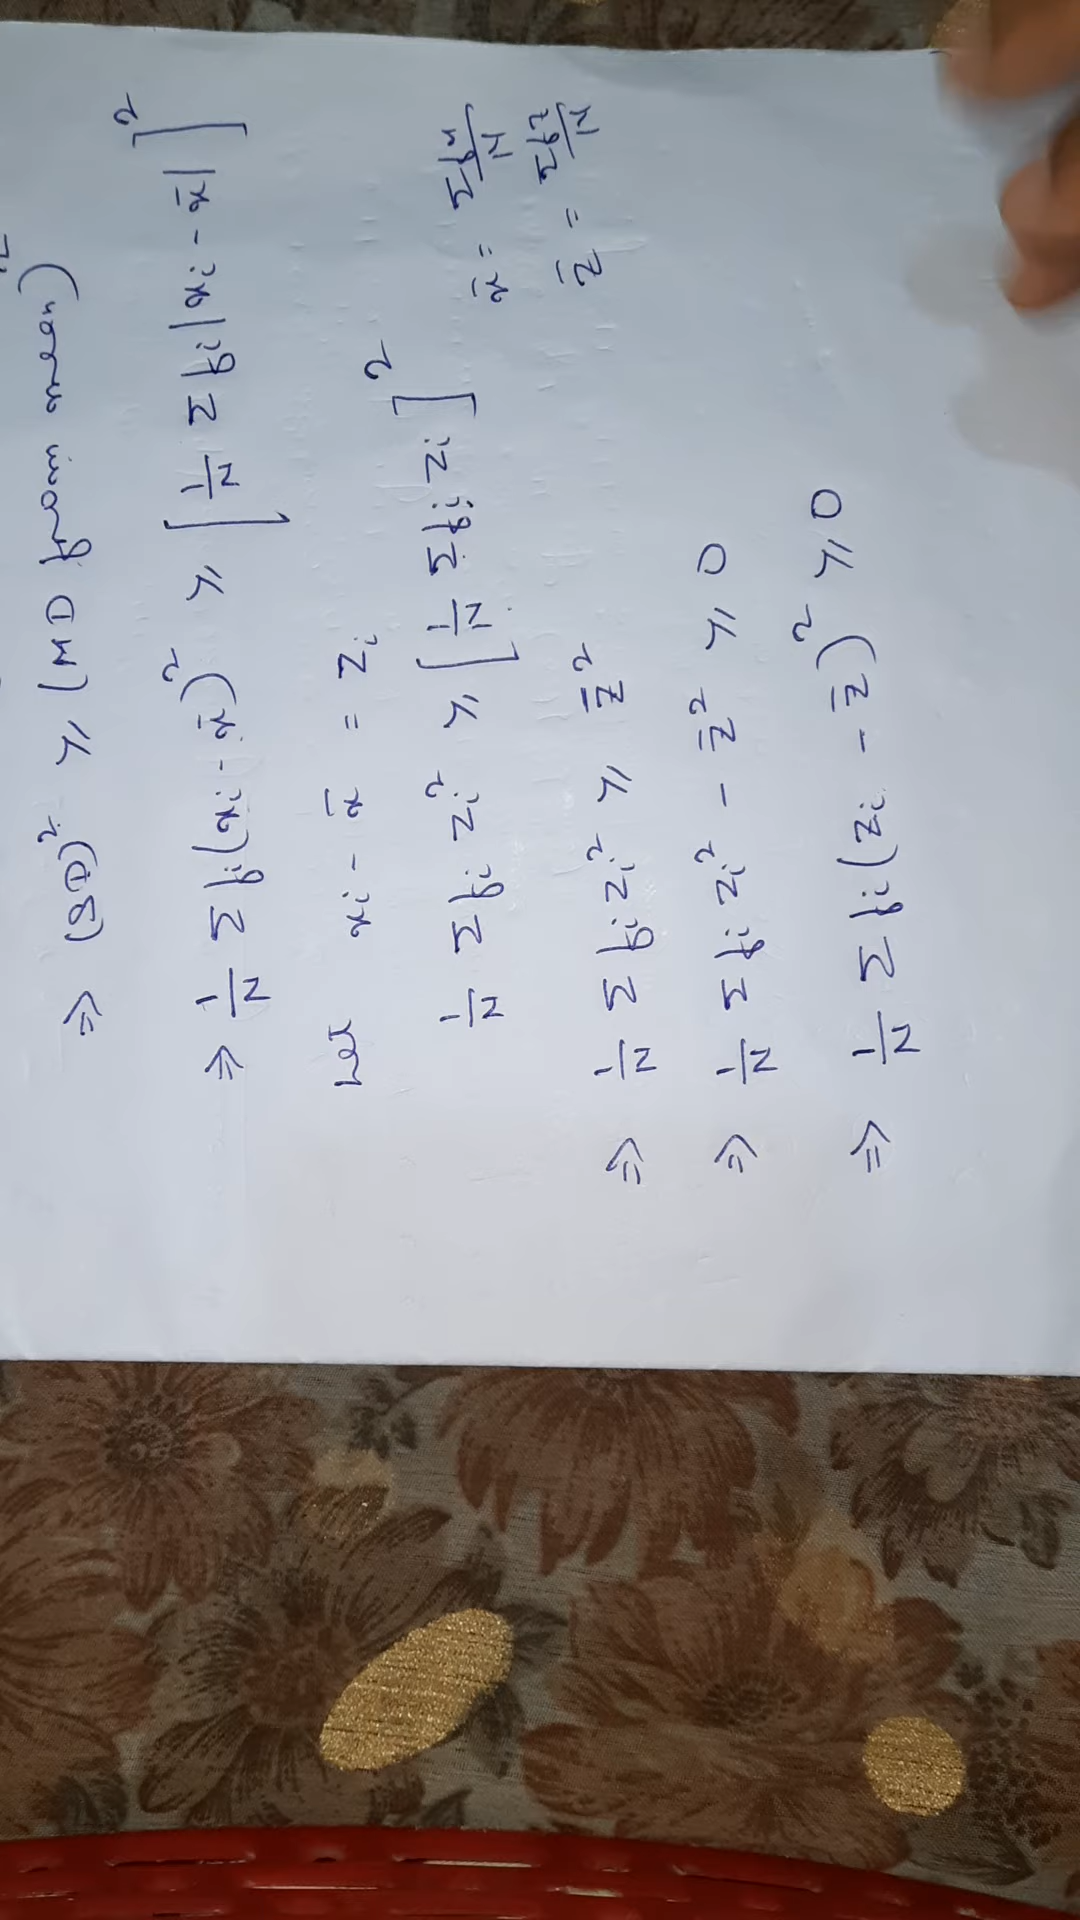 ⇒ (SD)² ≥ (MD from mean)²
⇒ 1/N Σ fi (xi - x̄)² ≥ [1/N Σ fi |xi - x̄|]²
Let xi - x̄ = zi
1/N Σ fi zi² ≥ [1/N Σ fi zi]²
x̄ = Σfx/N
z̄ = Σfz/N
⇒ 1/N Σ fi zi² ≥ z̄²
⇒ 1/N Σ fi zi² - z̄² ≥ 0
⇒ 1/N Σ fi (zi - z̄)² ≥ 0